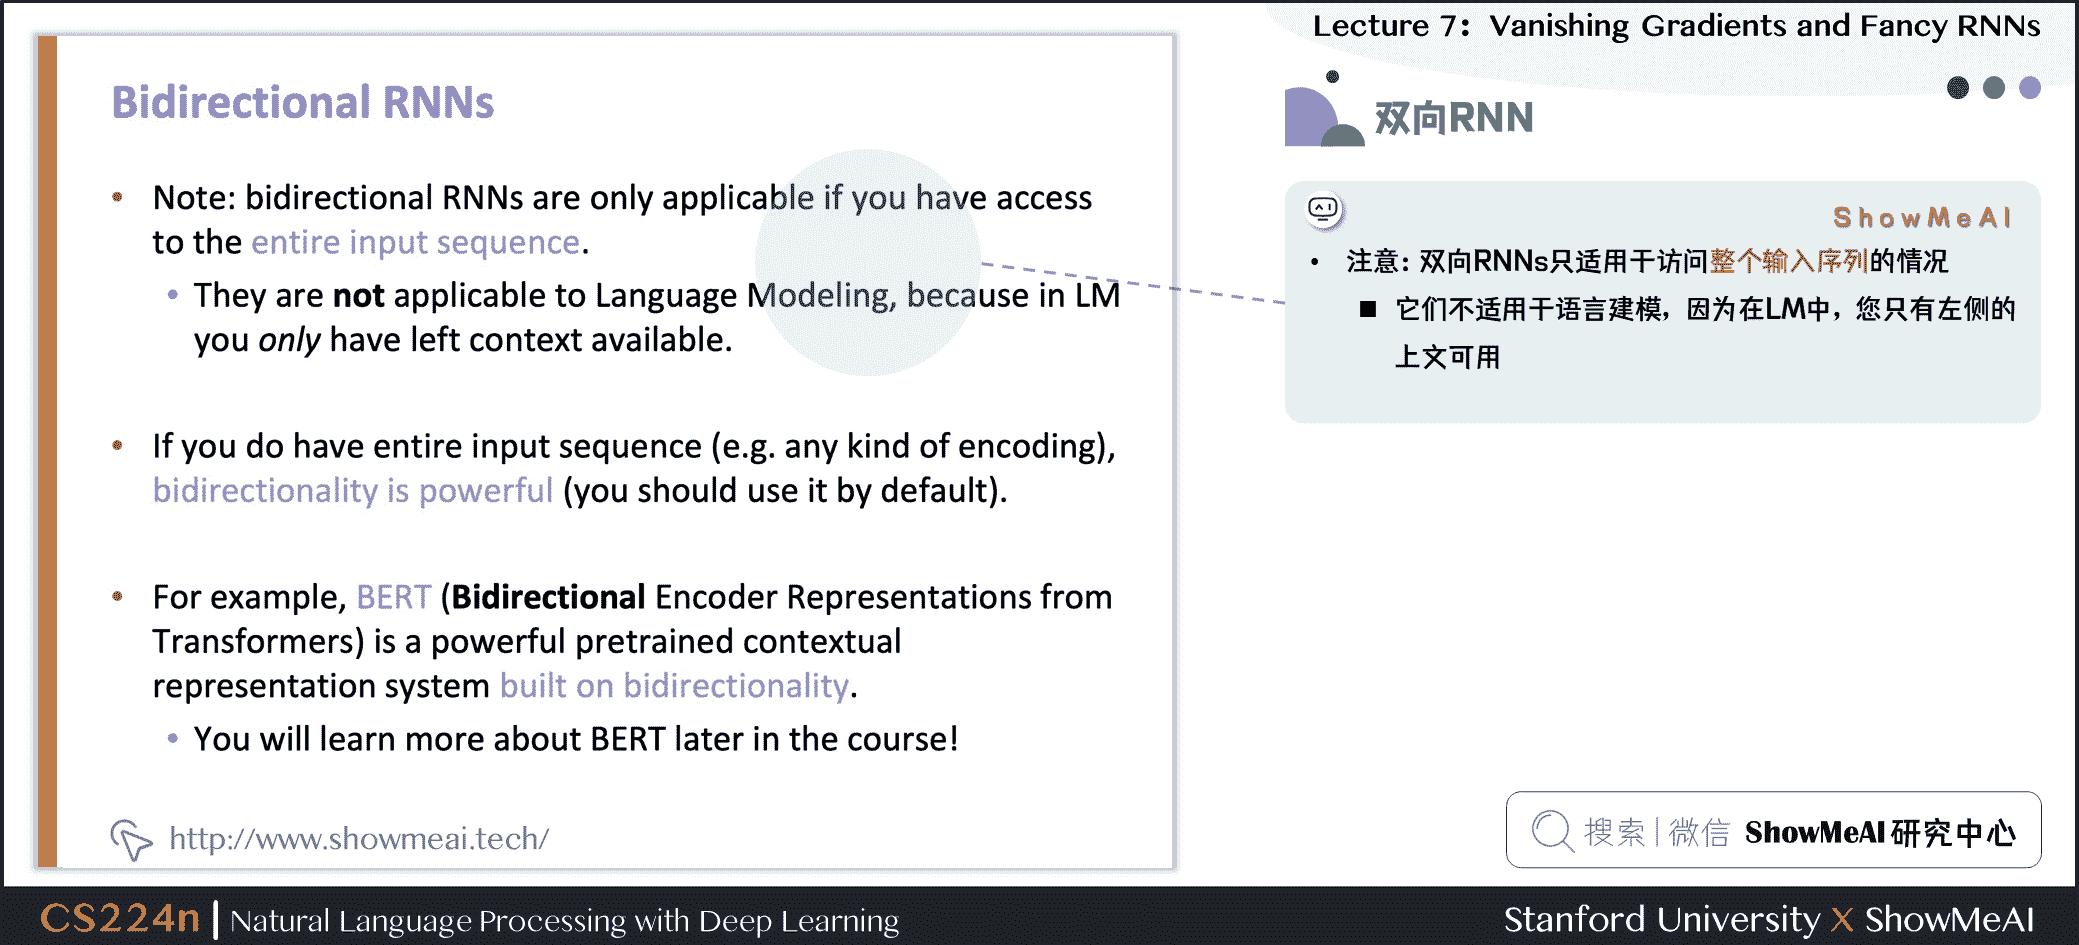 Lecture 7: Vanishing Gradients and Fancy RNNs
Bidirectional RNNs
• Note: bidirectional RNNs are only applicable if you have access
to the entire input sequence.
• They are not applicable to Language Modeling, because in LM
you only have left context available.
• If you do have entire input sequence (e.g. any kind of encoding),
bidirectionality is powerful (you should use it by default).
• For example, BERT (Bidirectional Encoder Representations from
Transformers) is a powerful pretrained contextual
representation system built on bidirectionality.
• You will learn more about BERT later in the course!
http://www.showmeai.tech/
双向RNN
ShowMeAI
• 注意: 双向RNNs只适用于访问整个输入序列的情况
■ 它们不适用于语言建模，因为在LM中，您只有左侧的
上文可用
搜索|微信 ShowMeAI研究中心
CS224n | Natural Language Processing with Deep Learning
Stanford University X ShowMeAI